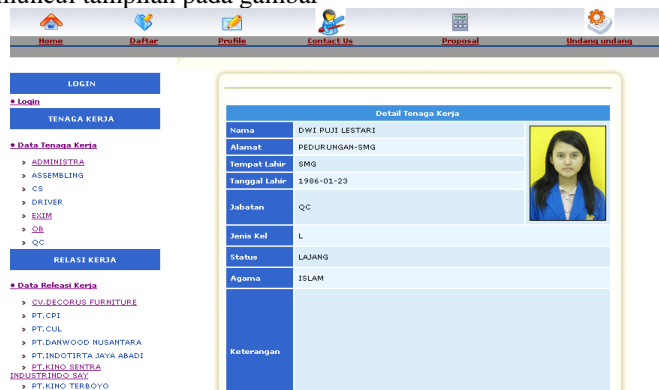 muncul tampilan pada gambar
Home Daftar Profile Contact Us Proposal Undang undang
LOGIN
Login
TENAGA KERJA
Data Tenaga Kerja
ADMINISTRA
ASSEMBLING
CS
DRIVER
EXIM
OB
QC
RELASI KERJA
Data Releasi Kerja
CV.DECORUS FURNITURE
PT.CPI
PT.CUL
PT.DANWOOD NUSANTARA
PT.INDOTIRTA JAYA ABADI
PT.KINO SENTRA
INDUSTRINDO SAY
PT.KINO TERBOYO
Detail Tenaga Kerja
Nama DWI PUJI LESTARI
Alamat PEDURUNGAN-SMG
Tempat Lahir SMG
Tanggal Lahir 1986-01-23
Jabatan QC
Jenis Kel L
Status LAJANG
Agama ISLAM
Keterangan